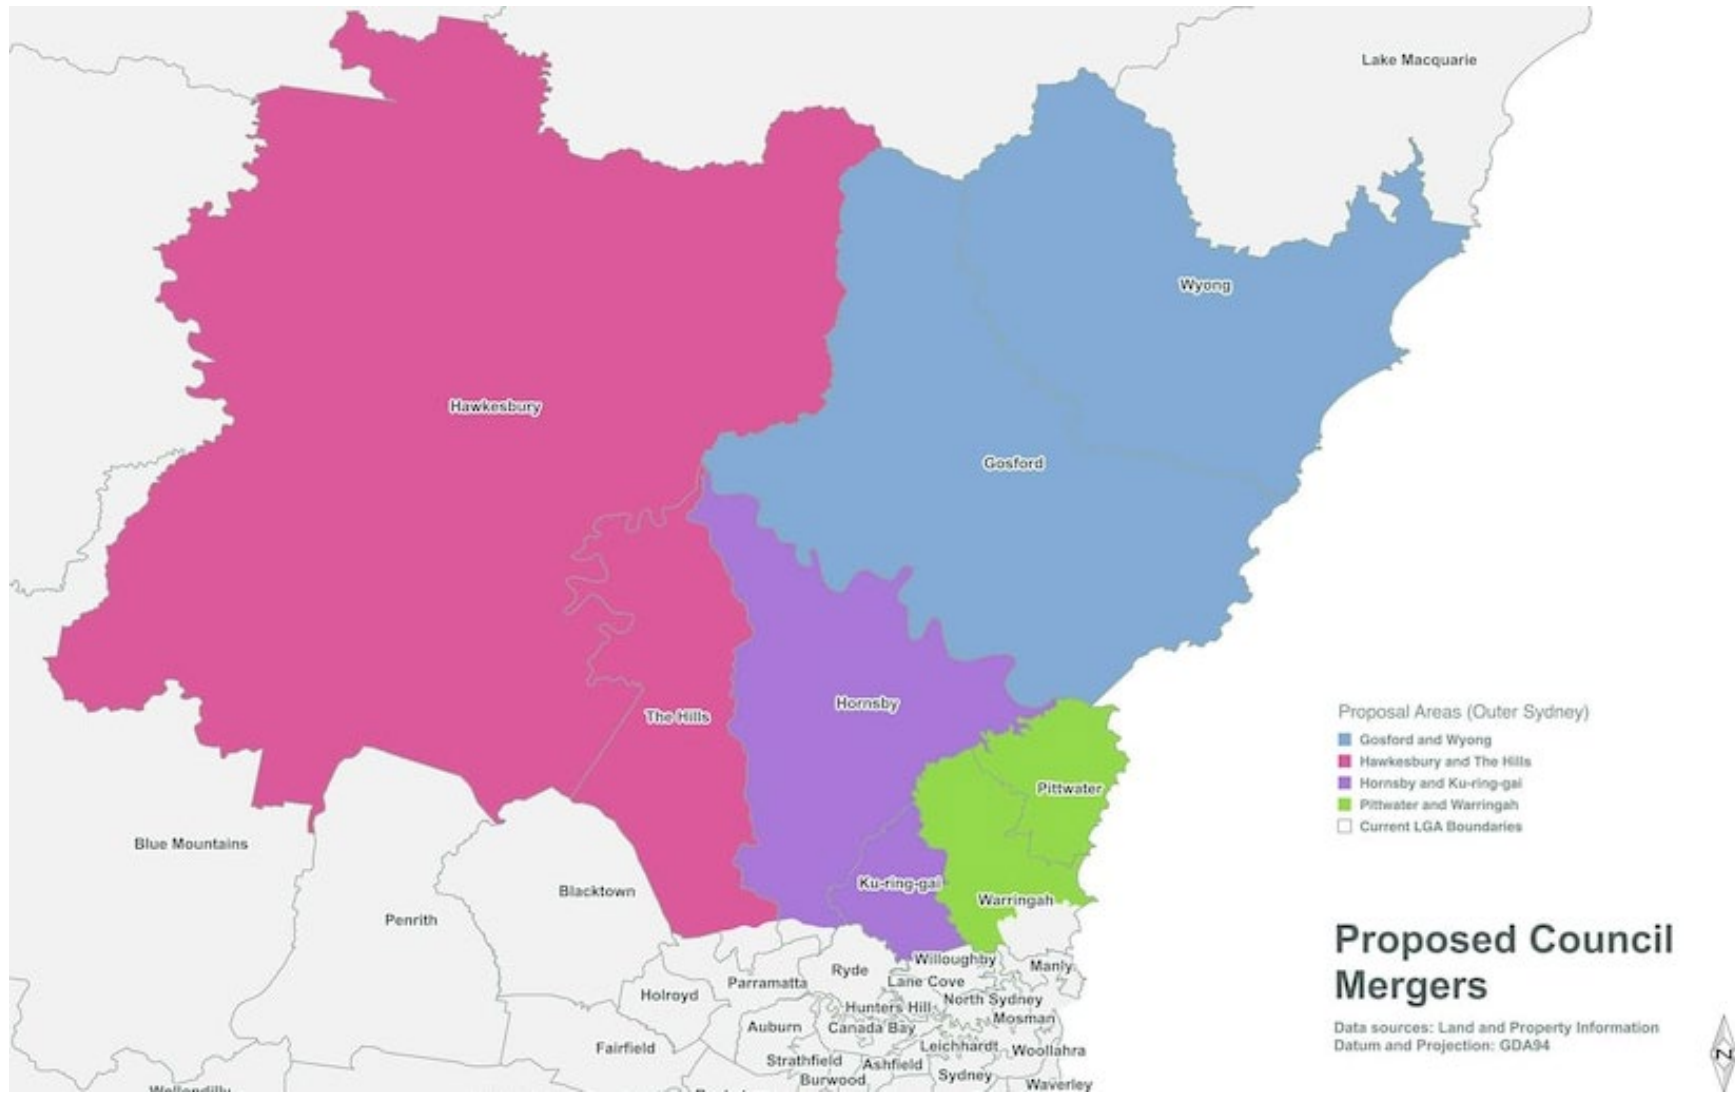 Lake Macquarie
Wyong
Hawkesbury
Gosford
The Hills
Hornsby
Pittwater
Ku-ring-gai
Warringah
Blue Mountains
Blacktown
Penrith
Willoughby
Manly
Ryde
Lane Cove
Parramatta
Holroyd
North Sydney
Hunters Hill
Mosman
Auburn
Canada Bay
Fairfield
Leichhardt
Woollahra
Strathfield
Ashfield
Burwood
Sydney
Waverley
Proposal Areas (Outer Sydney)
Gosford and Wyong
Hawkesbury and The Hills
Hornsby and Ku-ring-gai
Pittwater and Warringah
Current LGA Boundaries
Proposed Council
Mergers
Data sources: Land and Property Information
Datum and Projection: GDA94
Z